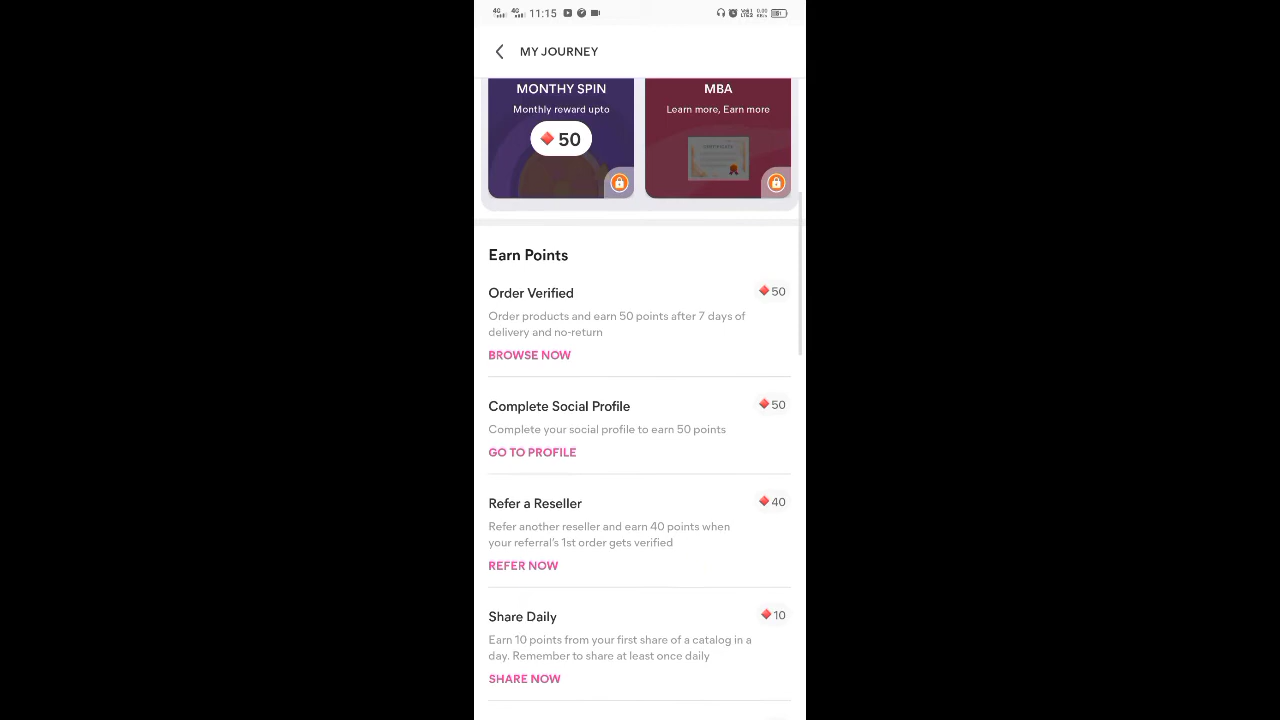 4G 4G 11:15
MY JOURNEY
MONTHY SPIN
Monthly reward upto
50
MBA
Learn more, Earn more
Earn Points
Order Verified
50
Order products and earn 50 points after 7 days of
delivery and no-return
BROWSE NOW
Complete Social Profile
50
Complete your social profile to earn 50 points
GO TO PROFILE
Refer a Reseller
40
Refer another reseller and earn 40 points when
your referral's 1st order gets verified
REFER NOW
Share Daily
10
Earn 10 points from your first share of a catalog in a
day. Remember to share at least once daily
SHARE NOW